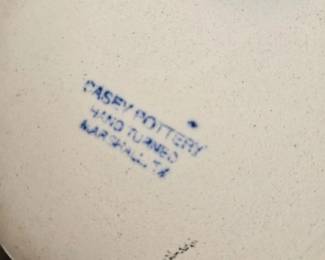 CASEY POTTERY
HAND TURNED
MARSHALL, TX